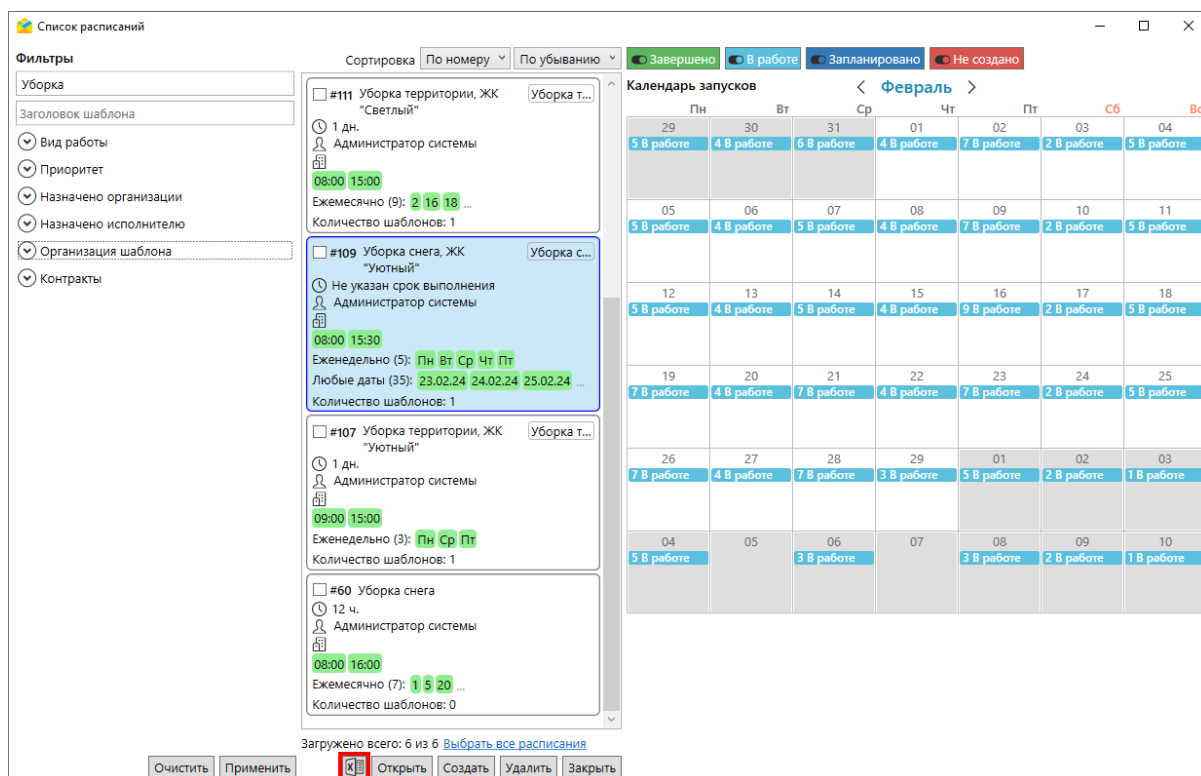 Список расписаний
Фильтры
Уборка
Заголовок шаблона
Вид работы
Приоритет
Назначено организации
Назначено исполнителю
Организация шаблона
Контракты
Очистить Применить
Сортировка По номеру По убыванию
#111 Уборка территории, ЖК "Светлый" Уборка т...
1 дн.
Администратор системы
08:00 15:00
Ежемесячно (9): 2 16 18 ...
Количество шаблонов: 1
#109 Уборка снега, ЖК "Уютный" Уборка с...
Не указан срок выполнения
Администратор системы
08:00 15:30
Еженедельно (5): Пн Вт Ср Чт Пт
Любые даты (35): 23.02.24 24.02.24 25.02.24 ...
Количество шаблонов: 1
#107 Уборка территории, ЖК "Уютный" Уборка т...
1 дн.
Администратор системы
09:00 15:00
Еженедельно (3): Пн Ср Пт
Количество шаблонов: 1
#60 Уборка снега
12 ч.
Администратор системы
08:00 16:00
Ежемесячно (7): 1 5 20 ...
Количество шаблонов: 0
Загружено всего: 6 из 6 Выбрать все расписания
Открыть Создать Удалить Закрыть
Завершено В работе Запланировано Не создано
Календарь запусков Февраль
Пн Вт Ср Чт Пт Сб Вс
29 30 31 01 02 03 04
5 В работе 4 В работе 6 В работе 4 В работе 7 В работе 2 В работе 5 В работе
05 06 07 08 09 10 11
5 В работе 4 В работе 5 В работе 4 В работе 7 В работе 2 В работе 5 В работе
12 13 14 15 16 17 18
5 В работе 4 В работе 5 В работе 4 В работе 9 В работе 2 В работе 5 В работе
19 20 21 22 23 24 25
7 В работе 4 В работе 7 В работе 4 В работе 7 В работе 2 В работе 5 В работе
26 27 28 29 01 02 03
7 В работе 4 В работе 7 В работе 3 В работе 5 В работе 2 В работе 1 В работе
04 05 06 07 08 09 10
5 В работе 3 В работе 3 В работе 2 В работе 1 В работе